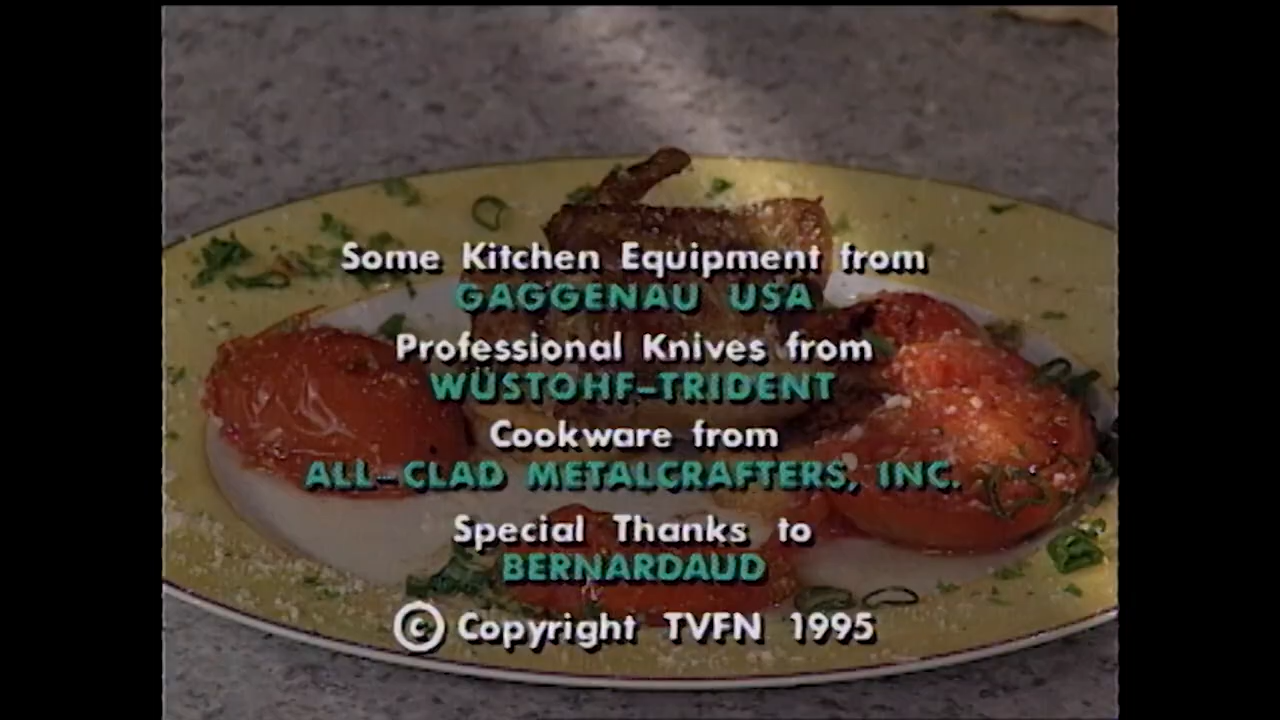 Some Kitchen Equipment from
GAGGENAU USA
Professional Knives from
WÜSTOHF-TRIDENT
Cookware from
ALL-CLAD METALCRAFTERS, INC.
Special Thanks to
BERNARDAUD
© Copyright TVFN 1995